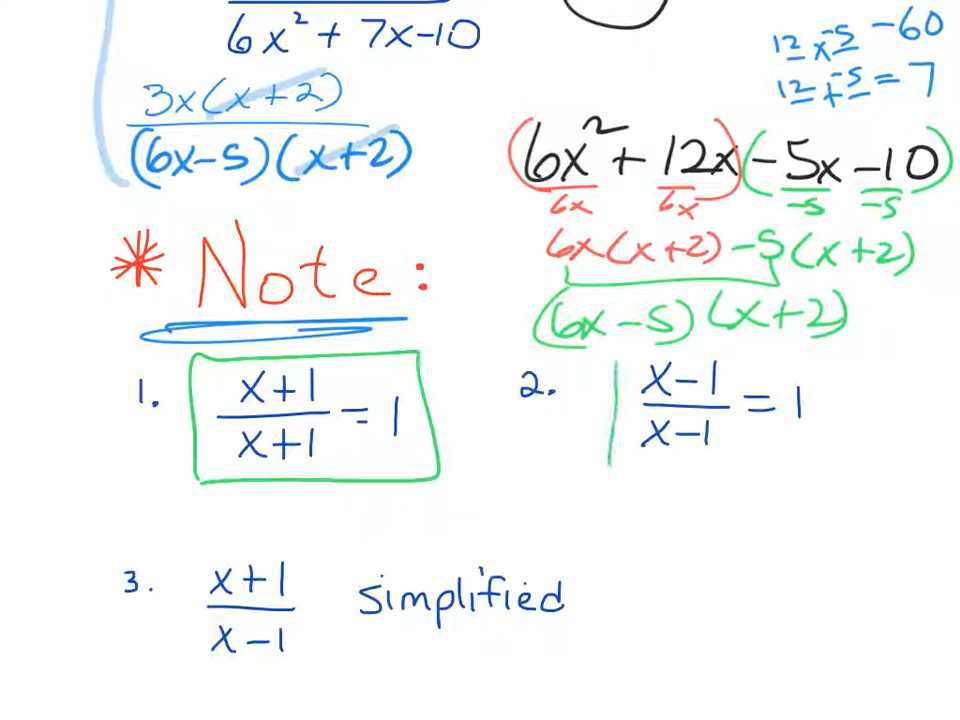 6x² + 7x-10
3x(x+2)
(6x-5)(x+2)
12 x -5 -60
12 + -5 = 7
(6x² + 12x)(-5x -10)
6x 6x -5 -5
6x(x+2) -5(x+2)
(6x-5)(x+2)
* Note:
1. x+1
x+1 = 1
2. x-1
x-1 = 1
3. x+1
x-1 simplified